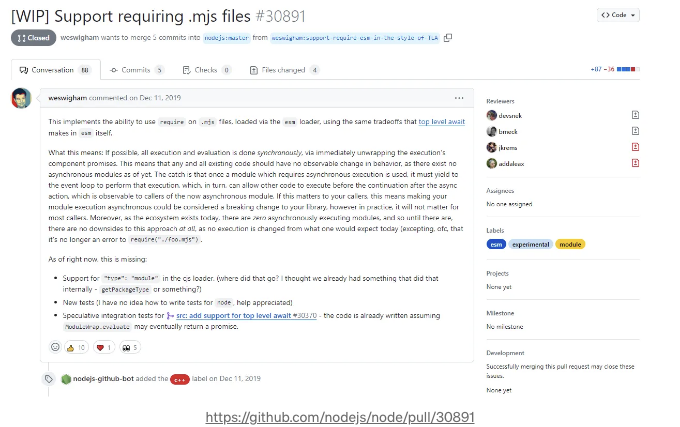 [WIP] Support requiring .mjs files #30891
<> Code
Closed weswigham wants to merge 5 commits into nodejs:master from weswigham:support-require-esm-in-the-style-of-TLA
Conversation 88 Commits 5 Checks 0 Files changed 4 +87 −36
weswigham commented on Dec 11, 2019 ...
This implements the ability to use require on .mjs files, loaded via the esm loader, using the same tradeoffs that top level await
makes in esm itself.
What this means: If possible, all execution and evaluation is done synchronously, via immediately unwrapping the execution's
component promises. This means that any and all existing code should have no observable change in behavior, as there exist no
asynchronous modules as of yet. The catch is that once a module which requires asynchronous execution is used, it must yield to
the event loop to perform that execution, which, in turn, can allow other code to execute before the continuation after the async
action, which is observable to callers of the now asynchronous module. If this matters to your callers, this means making your
module execution asynchronous could be considered a breaking change to your library, however in practice, it will not matter for
most callers. Moreover, as the ecosystem exists today, there are zero asynchronously executing modules, and so until there are,
there are no downsides to this approach at all, as no execution is changed from what one would expect today (excepting, ofc, that
it's no longer an error to require("./foo.mjs").
As of right now, this is missing:
• Support for "type": "module" in the cjs loader. (where did that go? I thought we already had something that did that
internally - getPackageType or something?)
• New tests (I have no idea how to write tests for node, help appreciated)
• Speculative integration tests for src: add support for top level await #30370 - the code is already written assuming
ModuleWrap.evaluate may eventually return a promise.
10 1 5
nodejs-github-bot added the c++ label on Dec 11, 2019
Reviewers
devsnek
bmeck
jkrems
addaleax
Assignees
No one assigned
Labels
esm experimental module
Projects
None yet
Milestone
No milestone
Development
Successfully merging this pull request may close these
issues.
None yet
https://github.com/nodejs/node/pull/30891